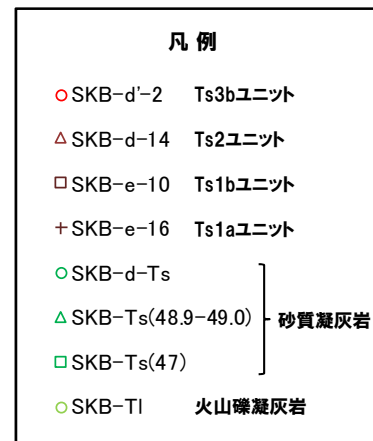 凡 例
SKB-d'-2 Ts3bユニット
SKB-d-14 Ts2ユニット
SKB-e-10 Ts1bユニット
SKB-e-16 Ts1aユニット
SKB-d-Ts
SKB-Ts(48.9-49.0) 砂質凝灰岩
SKB-Ts(47)
SKB-Tl 火山礫凝灰岩